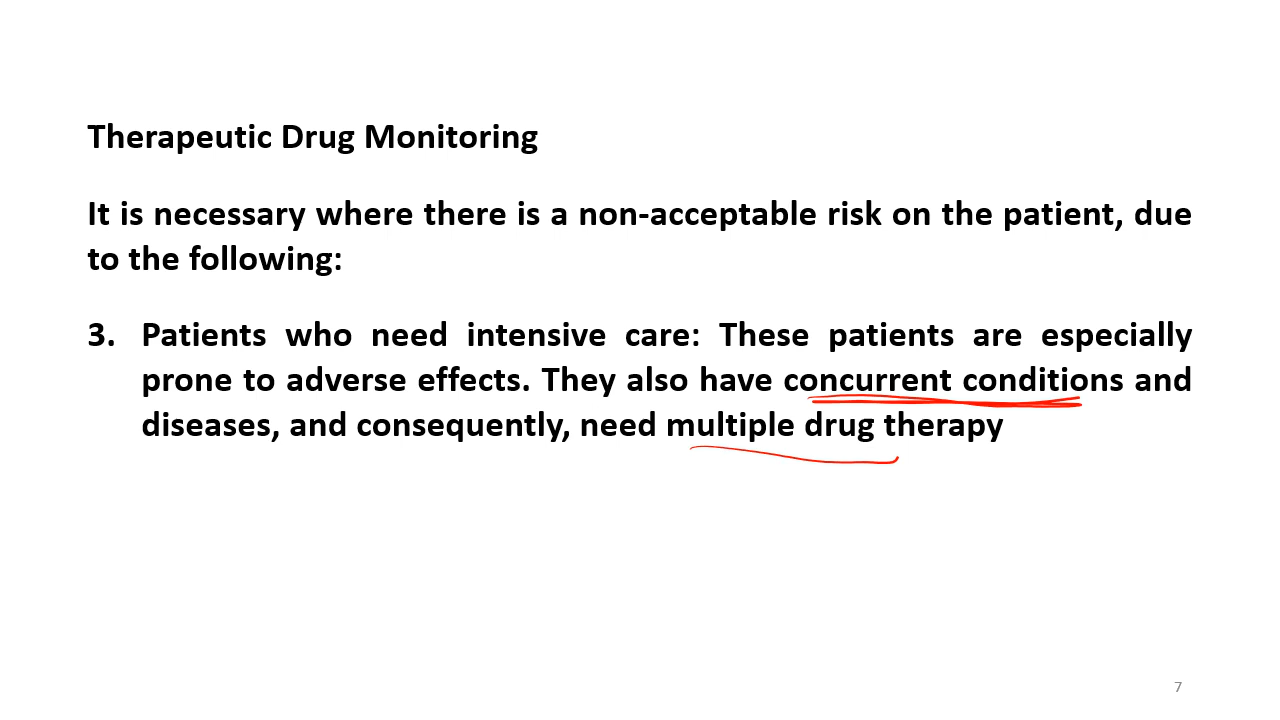 Therapeutic Drug Monitoring
It is necessary where there is a non-acceptable risk on the patient, due
to the following:
3. Patients who need intensive care: These patients are especially
prone to adverse effects. They also have concurrent conditions and
diseases, and consequently, need multiple drug therapy
7